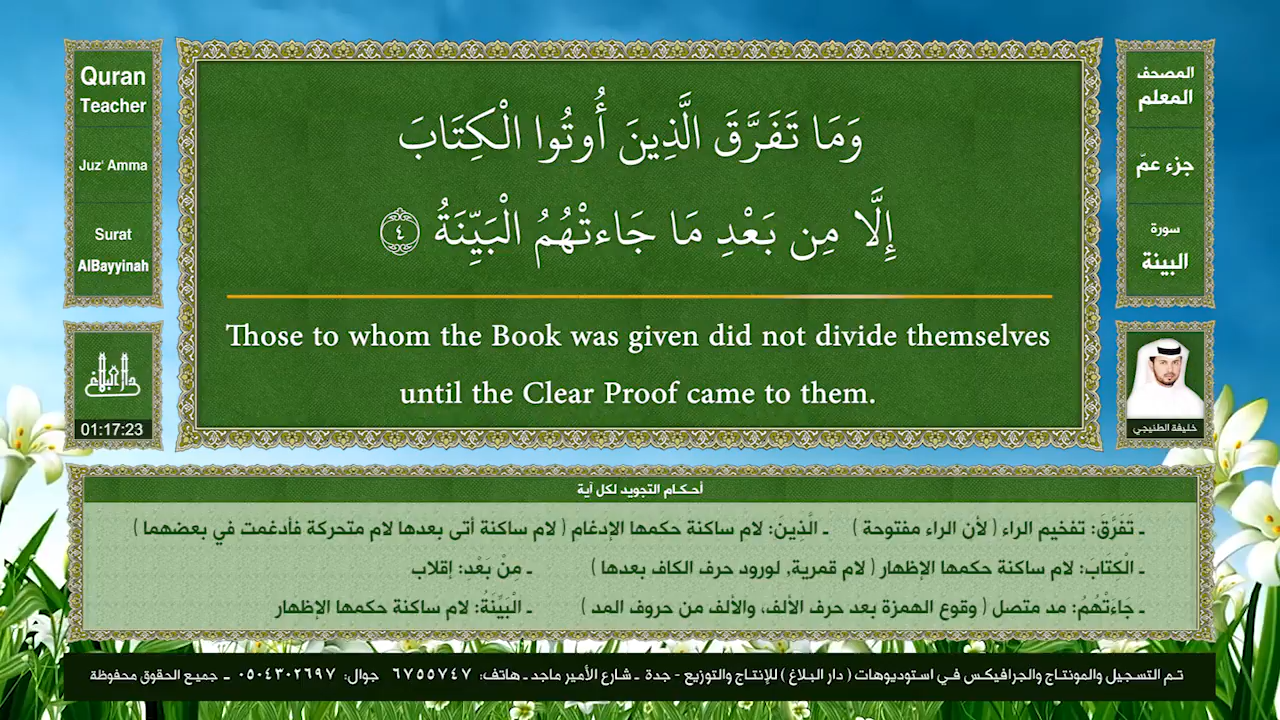 Quran
Teacher
Juz' Amma
Surat
AlBayyinah
دار البلاغ
01:17:23
وَمَا تَفَرَّقَ الَّذِينَ أُوتُوا الْكِتَابَ
إِلَّا مِن بَعْدِ مَا جَاءتْهُمُ الْبَيِّنَةُ ﴿٤﴾
Those to whom the Book was given did not divide themselves
until the Clear Proof came to them.
المصحف
المعلم
جزء عمّ
سورة
البينة
خليفة الطنيجي
أحكام التجويد لكل آية
ـ تَفَرَّقَ: تفخيم الراء ( لأن الراء مفتوحة ) ـ الَّذِينَ: لام ساكنة حكمها الإدغام ( لام ساكنة أتى بعدها لام متحركة فأدغمت في بعضهما )
ـ الْكِتَابَ: لام ساكنة حكمها الإظهار ( لام قمرية, لورود حرف الكاف بعدها ) ـ مِنْ بَعْدِ: إقلاب
ـ جَاءَتْهُمُ: مد متصل ( وقوع الهمزة بعد حرف الألف، والألف من حروف المد ) ـ الْبَيِّنَةُ: لام ساكنة حكمها الإظهار
تم التسجيل والمونتاج والجرافيكس في استوديوهات ( دار البلاغ ) للإنتاج والتوزيع - جدة ـ شارع الأمير ماجد ـ هاتف: ٦٧٥٥٧٤٧ جوال: ٠٥٠٤٣٠٢٦٩٧ ـ جميع الحقوق محفوظة